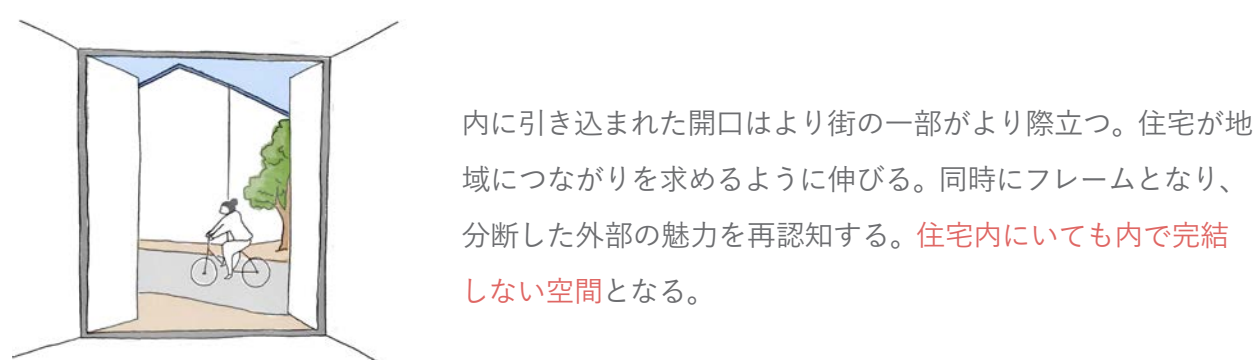 内に引き込まれた開口はより街の一部がより際立つ。住宅が地
域につながりを求めるように伸びる。同時にフレームとなり、
分断した外部の魅力を再認知する。住宅内にいても内で完結
しない空間となる。